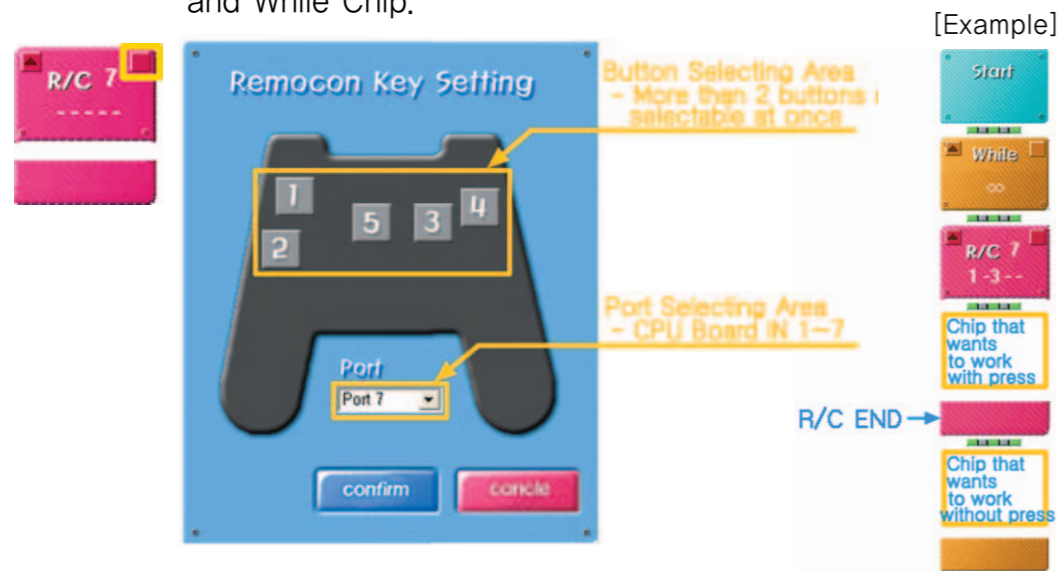 and While Chip.
[Example]
R/C 7
- - - - -
Remocon Key Setting
1
2
5
3
4
Port
Port 7
confirm
cancle
Button Selecting Area
- More than 2 buttons
selectable at once
Port Selecting Area
- CPU Board IN 1-7
Start
While
∞
R/C 7
1 -3 - -
Chip that
wants
to work
with press
R/C END
Chip that
wants
to work
without press